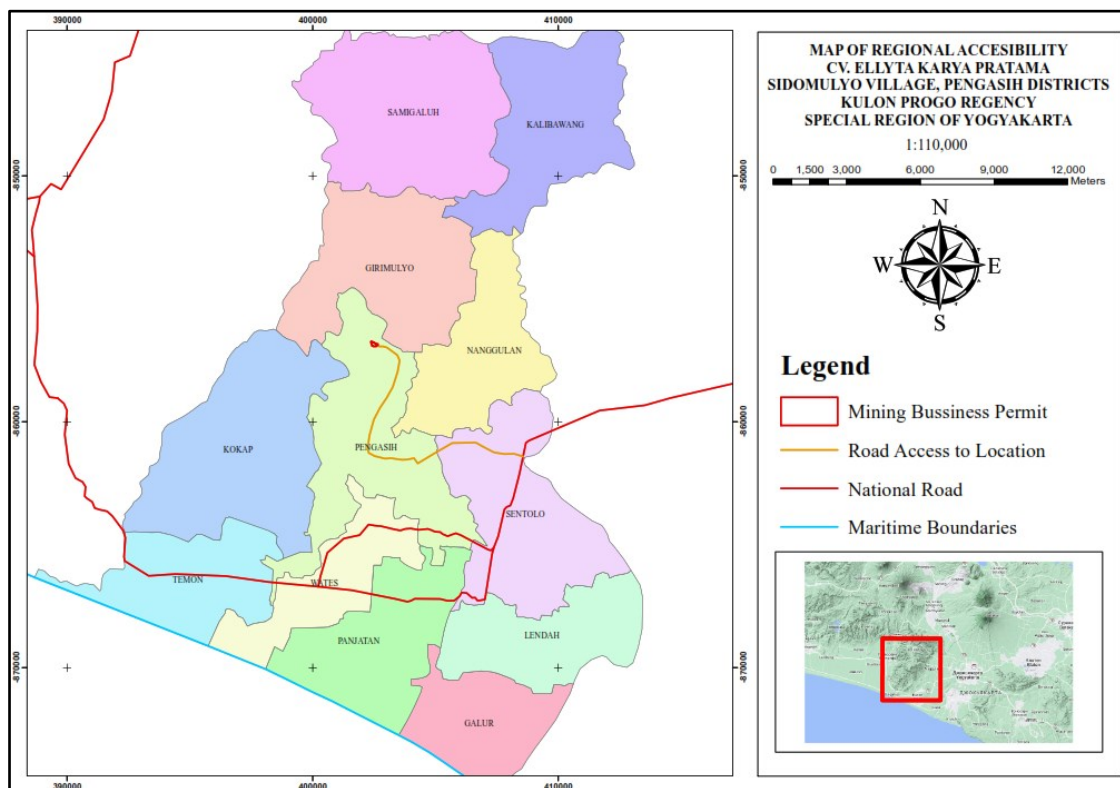 390000
400000
410000
MAP OF REGIONAL ACCESIBILITY
CV. ELLYTA KARYA PRATAMA
SIDOMULYO VILLAGE, PENGASIH DISTRICTS
KULON PROGO REGENCY
SPECIAL REGION OF YOGYAKARTA
1:110,000
0 1,500 3,000 6,000 9,000 12,000
Meters
N
W E
S
SAMIGALUH
KALIBAWANG
-850000
-850000
GIRIMULYO
NANGGULAN
Legend
Mining Bussiness Permit
Road Access to Location
National Road
Maritime Boundaries
-860000
-860000
KOKAP
PENGASIH
SENTOLO
TEMON
WATES
PANJATAN
LENDAH
-870000
-870000
GALUR
390000
400000
410000